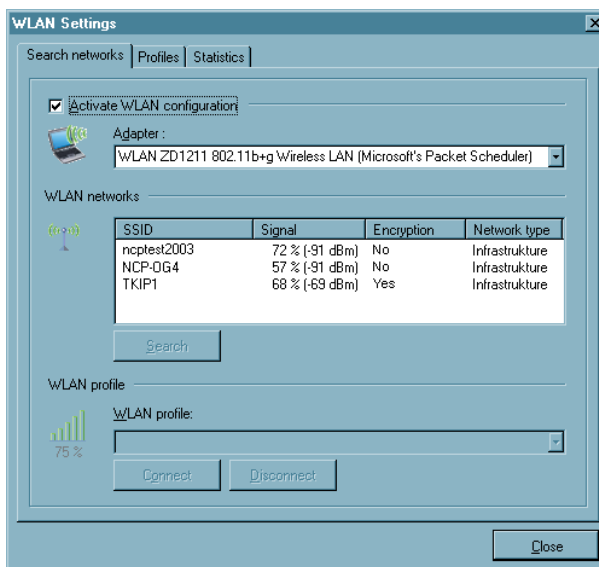 WLAN Settings
Search networks Profiles Statistics
Activate WLAN configuration
Adapter :
WLAN ZD1211 802.11b+g Wireless LAN (Microsoft's Packet Scheduler)
WLAN networks
SSID Signal Encryption Network type
ncptest2003 72 % (-91 dBm) No Infrastrukture
NCP-OG4 57 % (-91 dBm) No Infrastrukture
TKIP1 68 % (-69 dBm) Yes Infrastrukture
Search
WLAN profile
WLAN profile:
75 %
Connect Disconnect
Close